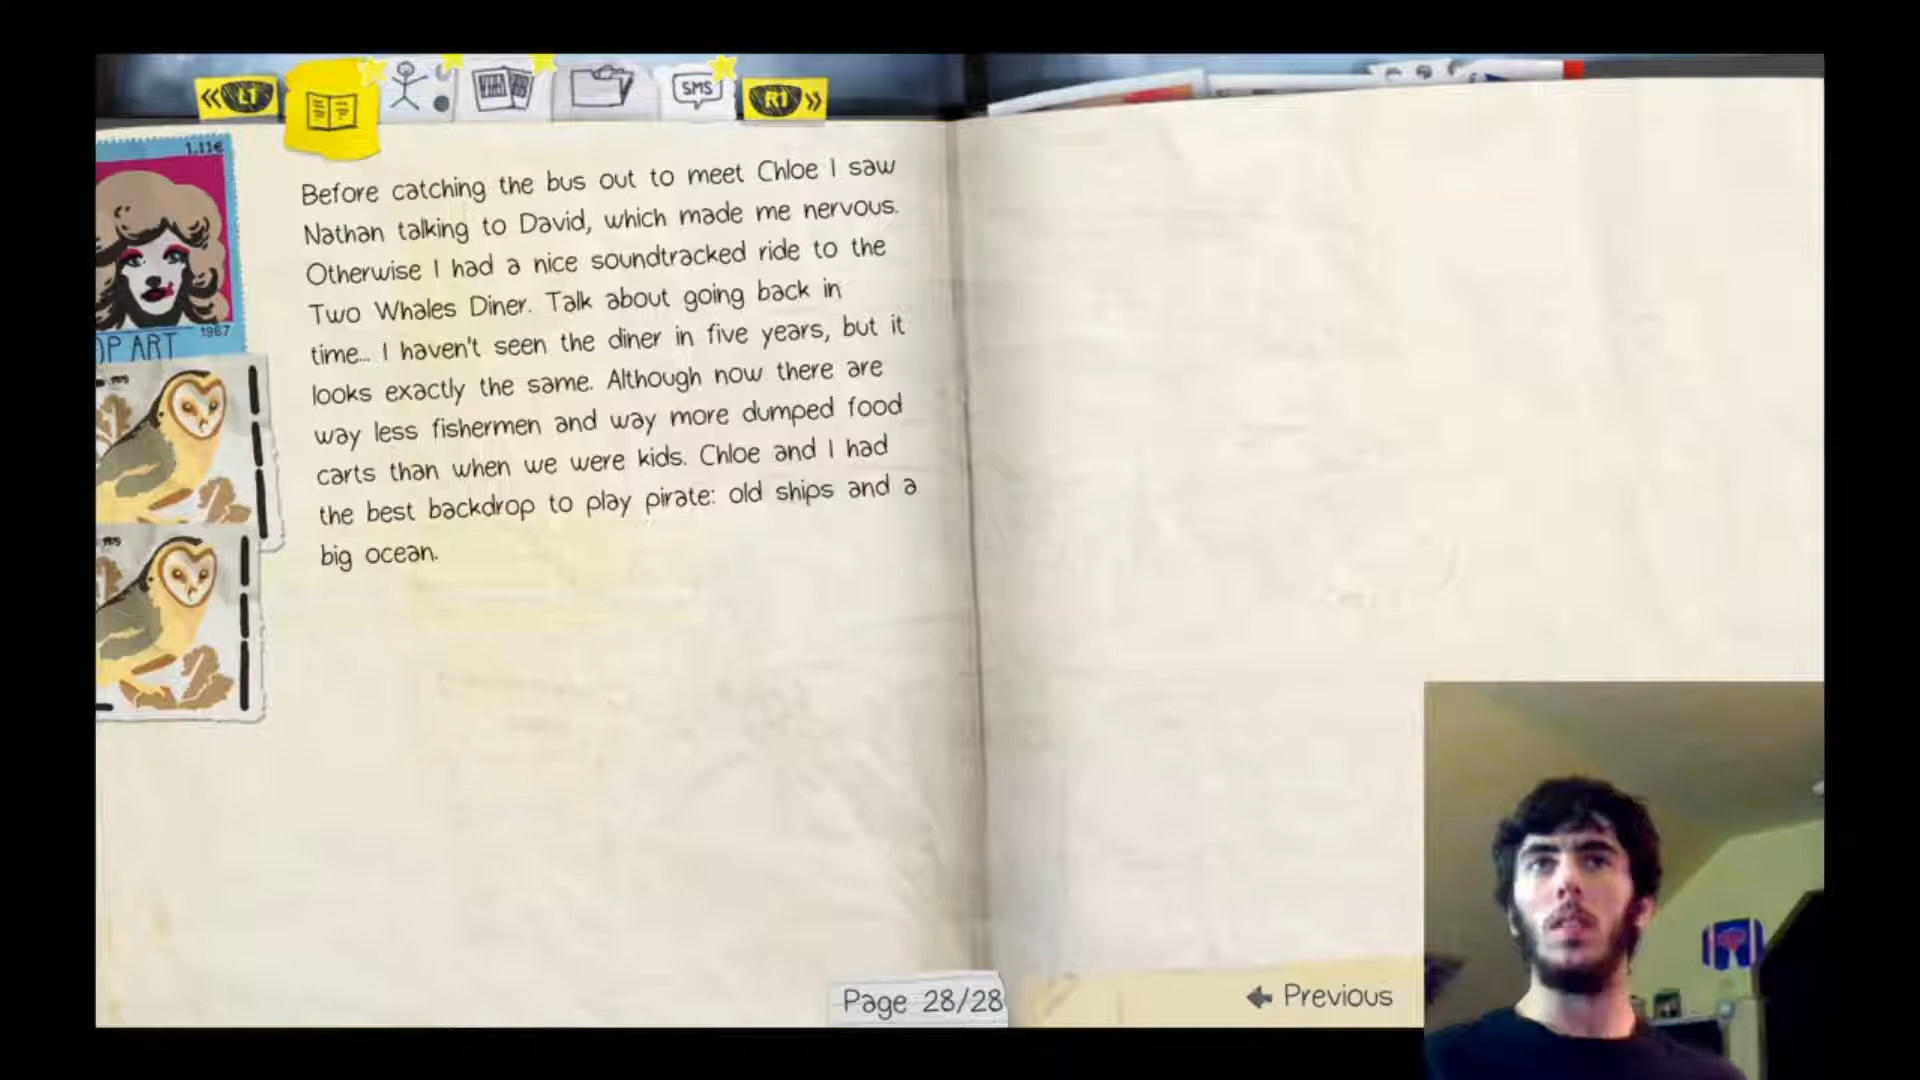 L1
SMS
R1
1.11€
Before catching the bus out to meet Chloe I saw
Nathan talking to David, which made me nervous.
Otherwise I had a nice soundtracked ride to the
Two Whales Diner. Talk about going back in
time... I haven't seen the diner in five years, but it
looks exactly the same. Although now there are
way less fishermen and way more dumped food
carts than when we were kids. Chloe and I had
the best backdrop to play pirate: old ships and a
big ocean.
1967
OP ART
Page 28/28
Previous